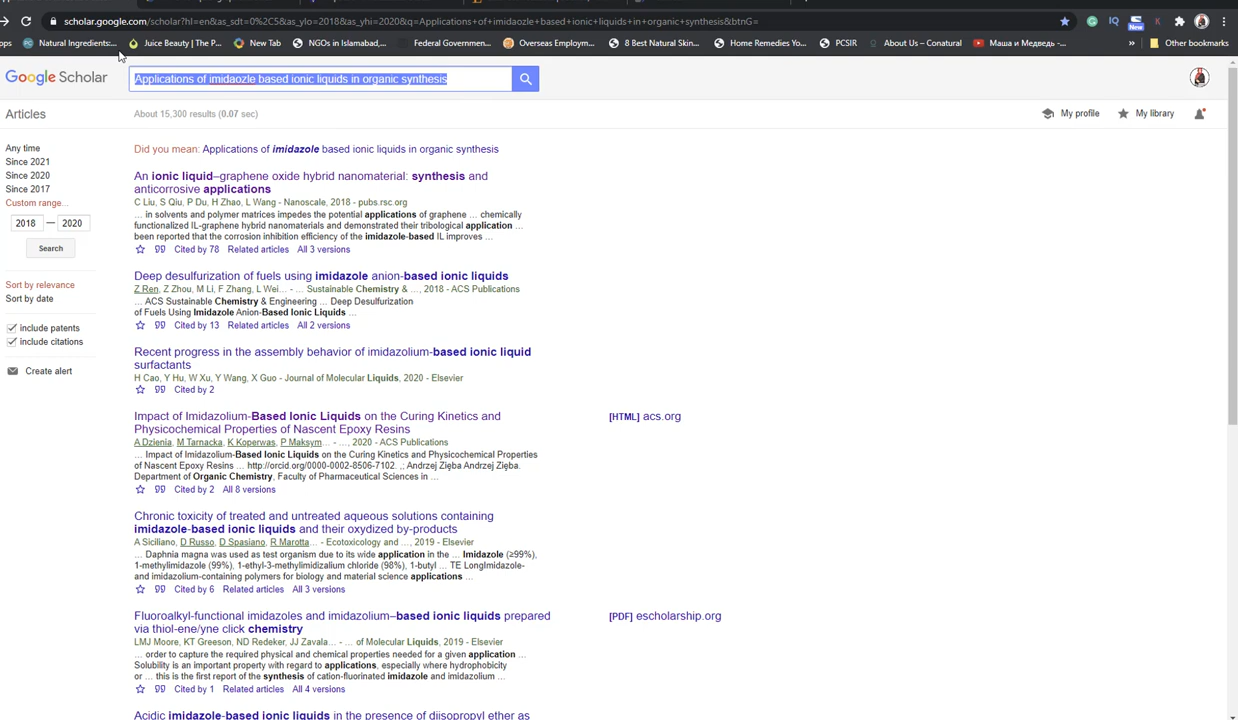 scholar.google.com/scholar?hl=en&as_sdt=0%2C5&as_ylo=2018&as_yhi=2020&q=Applications+of+imidaozle+based+ionic+liquids+in+organic+synthesis&btnG=
IQ
New
K
ops
Natural Ingredients:...
Juice Beauty | The P...
New Tab
NGOs in Islamabad,...
Federal Governmen...
Overseas Employm...
8 Best Natural Skin...
Home Remedies Yo...
PCSIR
About Us – Conatural
Маша и Медведь -...
»
Other bookmarks
Google Scholar
Applications of imidaozle based ionic liquids in organic synthesis
Articles
About 15,300 results (0.07 sec)
My profile
My library
Any time
Since 2021
Since 2020
Since 2017
Custom range...
2018 — 2020
Search
Sort by relevance
Sort by date
include patents
include citations
Create alert
Did you mean: Applications of imidazole based ionic liquids in organic synthesis
An ionic liquid–graphene oxide hybrid nanomaterial: synthesis and
anticorrosive applications
C Liu, S Qiu, P Du, H Zhao, L Wang - Nanoscale, 2018 - pubs.rsc.org
... in solvents and polymer matrices impedes the potential applications of graphene ... chemically
functionalized IL-graphene hybrid nanomaterials and demonstrated their tribological application ...
been reported that the corrosion inhibition efficiency of the imidazole-based IL improves ...
Cited by 78 Related articles All 3 versions
Deep desulfurization of fuels using imidazole anion-based ionic liquids
Z Ren, Z Zhou, M Li, F Zhang, L Wei... - ... Sustainable Chemistry & ..., 2018 - ACS Publications
... ACS Sustainable Chemistry & Engineering ... Deep Desulfurization
of Fuels Using Imidazole Anion-Based Ionic Liquids ...
Cited by 13 Related articles All 2 versions
Recent progress in the assembly behavior of imidazolium-based ionic liquid
surfactants
H Cao, Y Hu, W Xu, Y Wang, X Guo - Journal of Molecular Liquids, 2020 - Elsevier
Cited by 2
Impact of Imidazolium-Based Ionic Liquids on the Curing Kinetics and
Physicochemical Properties of Nascent Epoxy Resins
[HTML] acs.org
A Dzienia, M Tarnacka, K Koperwas, P Maksym... - ..., 2020 - ACS Publications
... Impact of Imidazolium-Based Ionic Liquids on the Curing Kinetics and Physicochemical Properties
of Nascent Epoxy Resins ... http://orcid.org/0000-0002-8506-7102. .; Andrzej Zięba Andrzej Zięba.
Department of Organic Chemistry, Faculty of Pharmaceutical Sciences in ...
Cited by 2 All 8 versions
Chronic toxicity of treated and untreated aqueous solutions containing
imidazole-based ionic liquids and their oxydized by-products
A Siciliano, D Russo, D Spasiano, R Marotta... - Ecotoxicology and ..., 2019 - Elsevier
... Daphnia magna was used as test organism due to its wide application in the ... Imidazole (≥99%),
1-methylimidazole (99%), 1-ethyl-3-methylimidizalium chloride (98%), 1-butyl ... TE LongImidazole-
and imidazolium-containing polymers for biology and material science applications ...
Cited by 6 Related articles All 3 versions
Fluoroalkyl-functional imidazoles and imidazolium–based ionic liquids prepared
via thiol-ene/yne click chemistry
[PDF] escholarship.org
LMJ Moore, KT Greeson, ND Redeker, JJ Zavala... - ... of Molecular Liquids, 2019 - Elsevier
... order to capture the required physical and chemical properties needed for a given application ...
Solubility is an important property with regard to applications, especially where hydrophobicity
or ... this is the first report of the synthesis of cation-fluorinated imidazole and imidazolium ...
Cited by 1 Related articles All 4 versions
Acidic imidazole-based ionic liquids in the presence of diisopropyl ether as